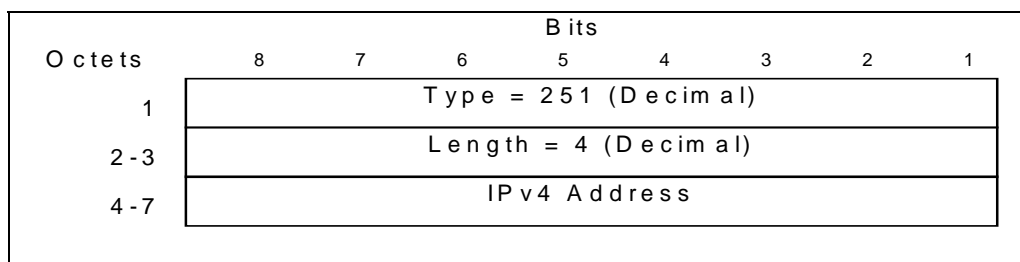 Bits
Octets 8 7 6 5 4 3 2 1
1 Type = 251 (Decimal)
2-3 Length = 4 (Decimal)
4-7 IPv4 Address